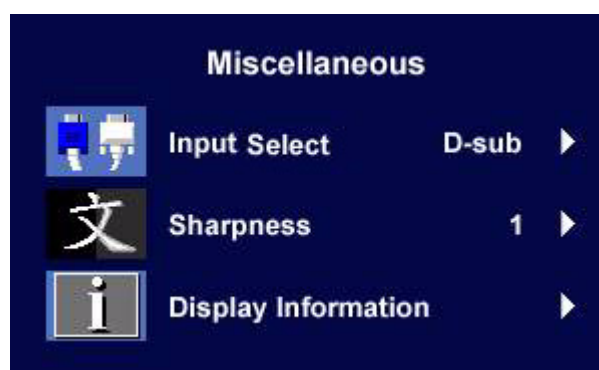 Miscellaneous
Input Select D-sub
文 Sharpness 1
i Display Information